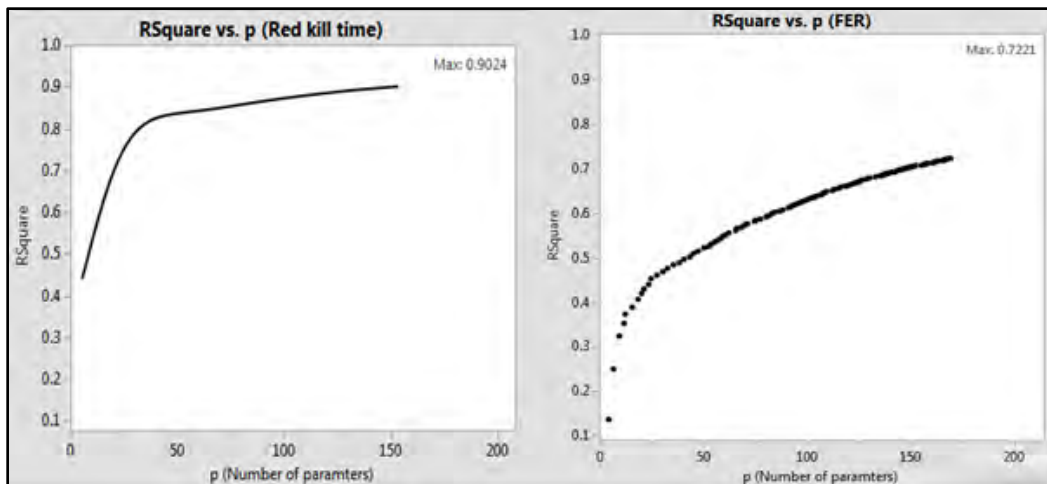 RSquare vs. p (Red kill time)
Max: 0.9024
1.0
0.9
0.8
0.7
0.6
0.5
0.4
0.3
0.2
0.1
RSquare
0 50 100 150 200
p (Number of paramters)
RSquare vs. p (FER)
Max: 0.7221
1.0
0.9
0.8
0.7
0.6
0.5
0.4
0.3
0.2
0.1
RSquare
0 50 100 150 200
p (Number of paramters)